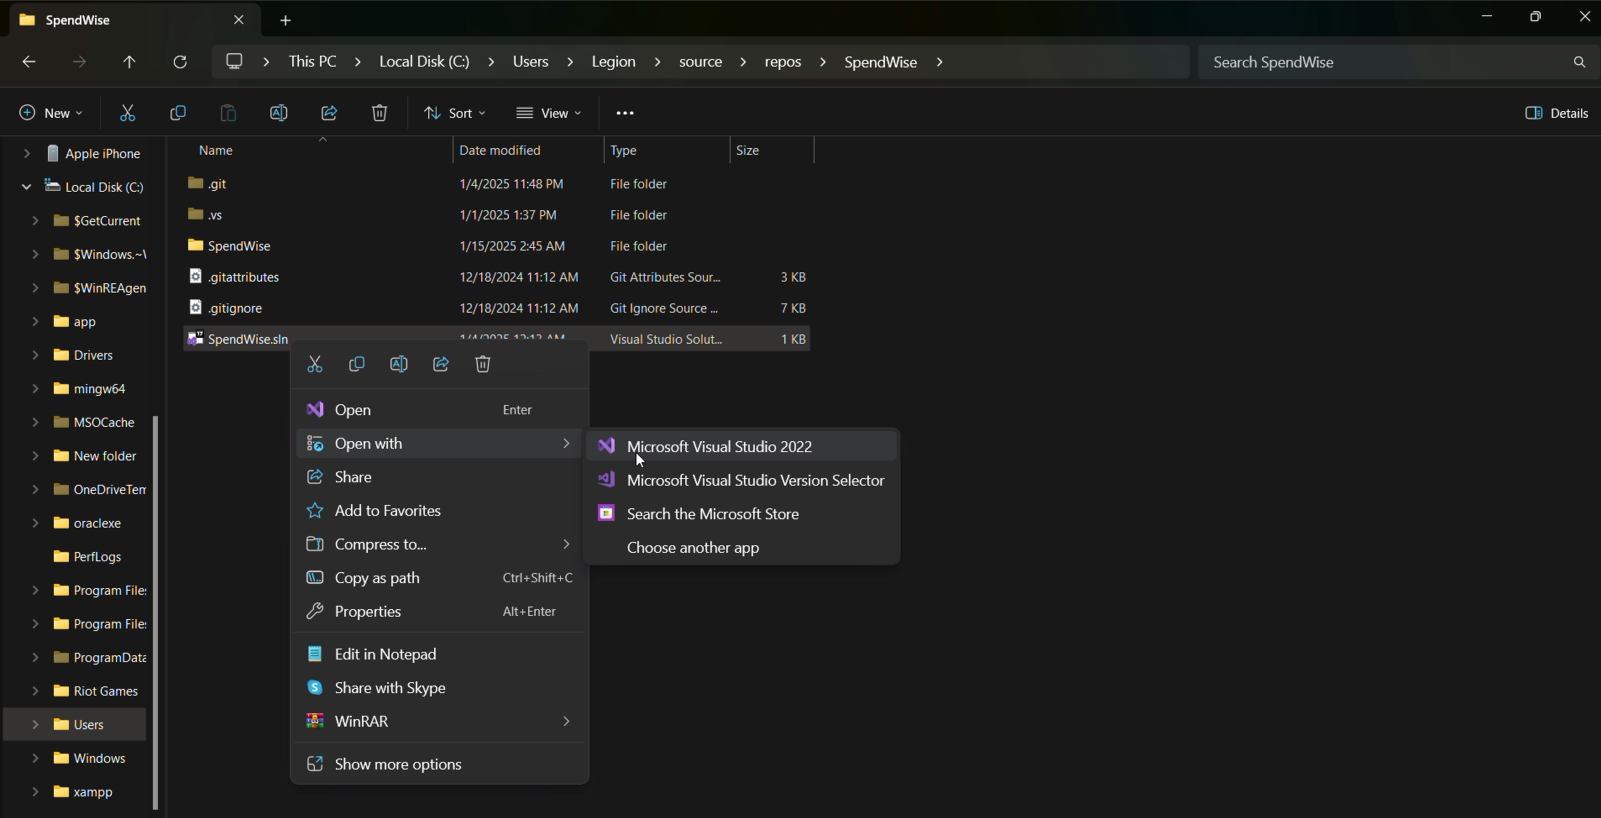 SpendWise
This PC > Local Disk (C:) > Users > Legion > source > repos > SpendWise >
Search SpendWise
New
Sort
View
Details
Name Date modified Type Size
Apple iPhone
Local Disk (C:)
$GetCurrent
$Windows.~
$WinREAgen
app
Drivers
mingw64
MSOCache
New folder
OneDriveTem
oraclexe
PerfLogs
Program Files
Program Files
ProgramData
Riot Games
Users
Windows
xampp
.git 1/4/2025 11:48 PM File folder
.vs 1/1/2025 1:37 PM File folder
SpendWise 1/15/2025 2:45 AM File folder
.gitattributes 12/18/2024 11:12 AM Git Attributes Sour... 3 KB
.gitignore 12/18/2024 11:12 AM Git Ignore Source ... 7 KB
SpendWise.sln Visual Studio Solut... 1 KB
Open Enter
Open with
Share
Add to Favorites
Compress to...
Copy as path Ctrl+Shift+C
Properties Alt+Enter
Edit in Notepad
Share with Skype
WinRAR
Show more options
Microsoft Visual Studio 2022
Microsoft Visual Studio Version Selector
Search the Microsoft Store
Choose another app